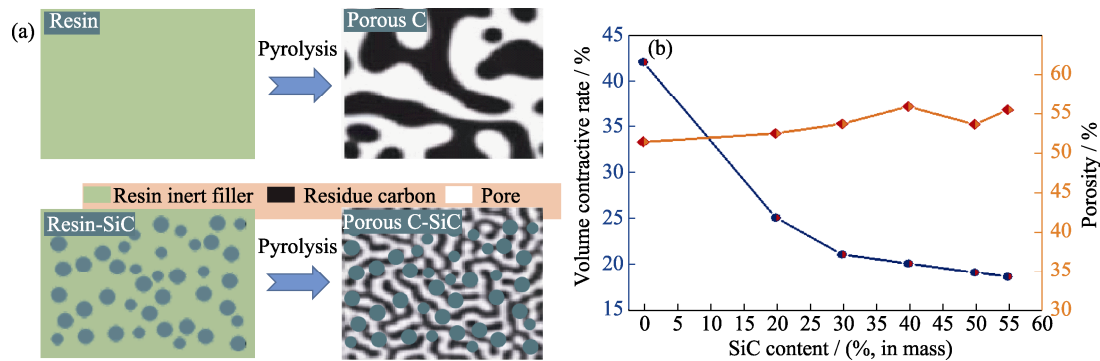 (a)
Resin
Pyrolysis
Porous C
Resin inert filler
Residue carbon
Pore
Resin-SiC
Pyrolysis
Porous C-SiC
(b)
Volume contractive rate / %
45
40
35
30
25
20
15
0 5 10 15 20 25 30 35 40 45 50 55 60
SiC content / (%, in mass)
60
55
50
45
40
35
30
Porosity / %